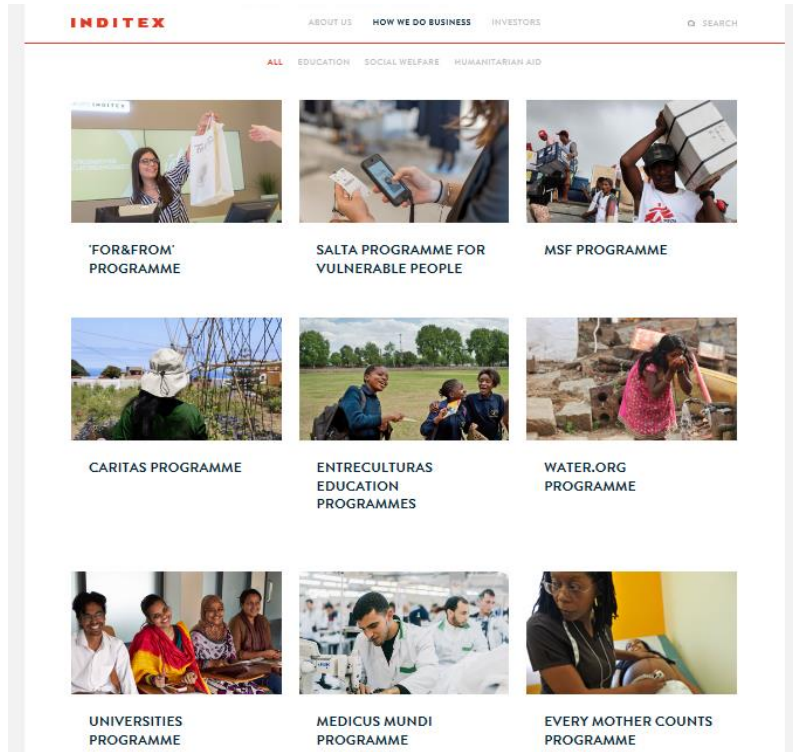 INDITEX
ABOUT US HOW WE DO BUSINESS INVESTORS SEARCH
ALL EDUCATION SOCIAL WELFARE HUMANITARIAN AID
INDITEX
'FOR&FROM'
PROGRAMME
SALTA PROGRAMME FOR
VULNERABLE PEOPLE
MSF PROGRAMME
CARITAS PROGRAMME
ENTRECULTURAS
EDUCATION
PROGRAMMES
WATER.ORG
PROGRAMME
UNIVERSITIES
PROGRAMME
MEDICUS MUNDI
PROGRAMME
EVERY MOTHER COUNTS
PROGRAMME